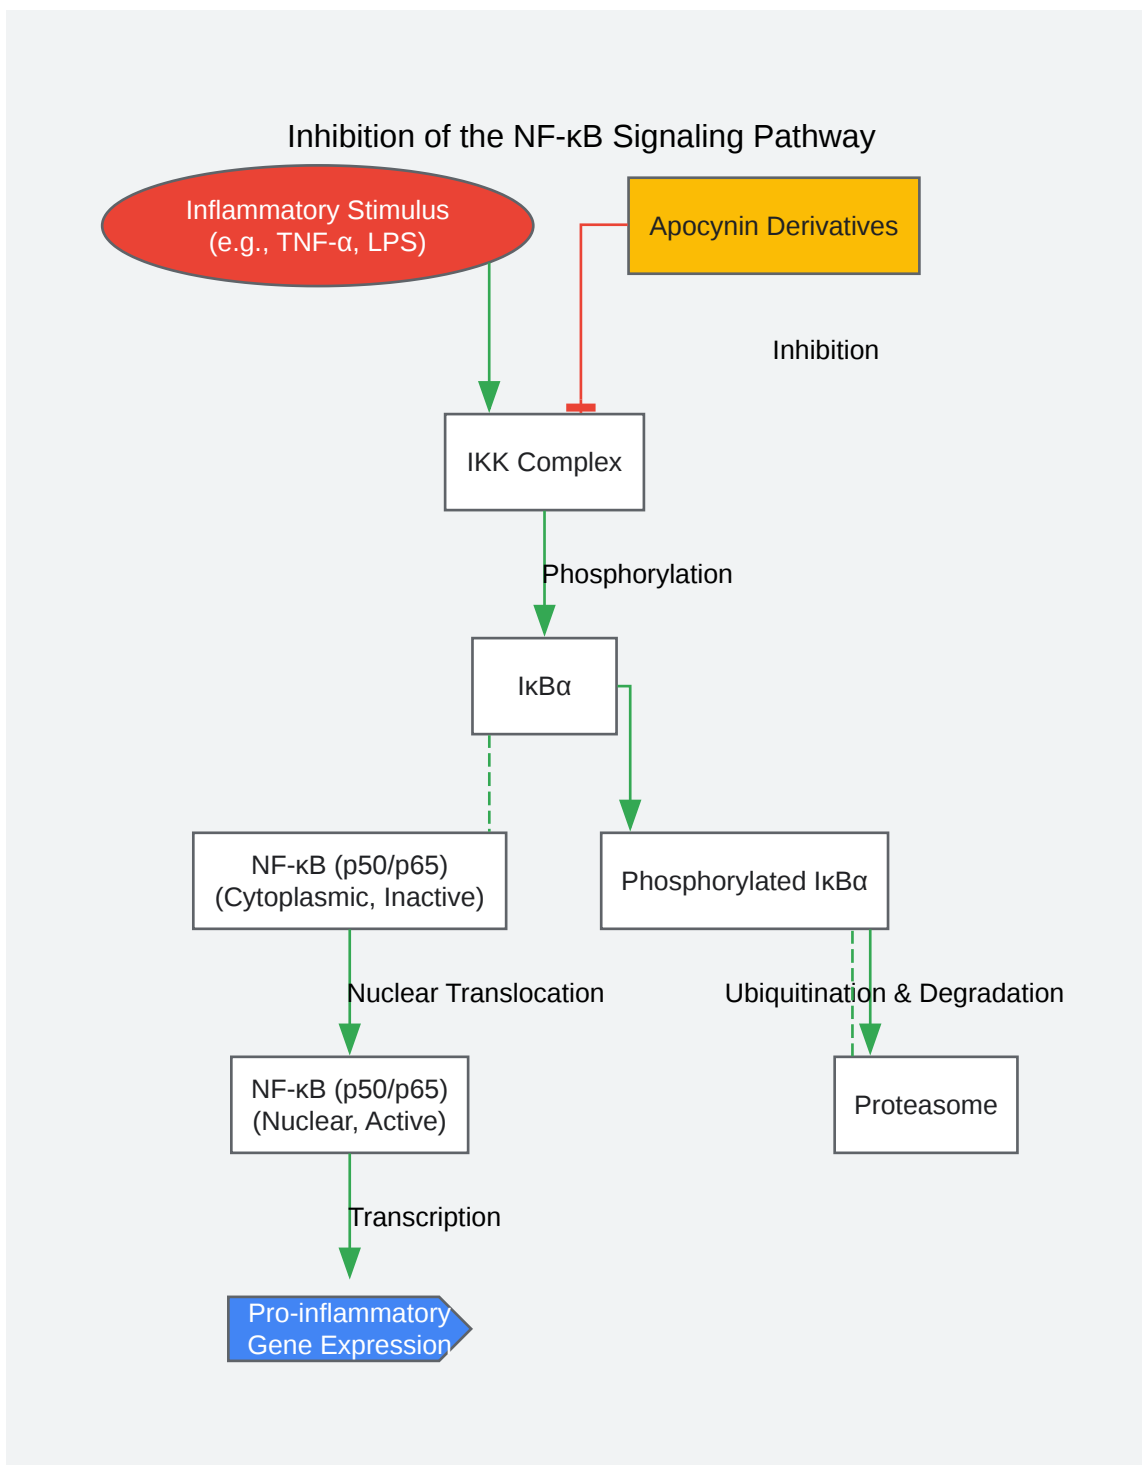 Inhibition of the NF-κB Signaling Pathway
Inflammatory Stimulus
(e.g., TNF-α, LPS)
Apocynin Derivatives
Inhibition
IKK Complex
Phosphorylation
IκBα
NF-κB (p50/p65)
(Cytoplasmic, Inactive)
Phosphorylated IκBα
Nuclear Translocation
Ubiquitination & Degradation
NF-κB (p50/p65)
(Nuclear, Active)
Proteasome
Transcription
Pro-inflammatory
Gene Expression